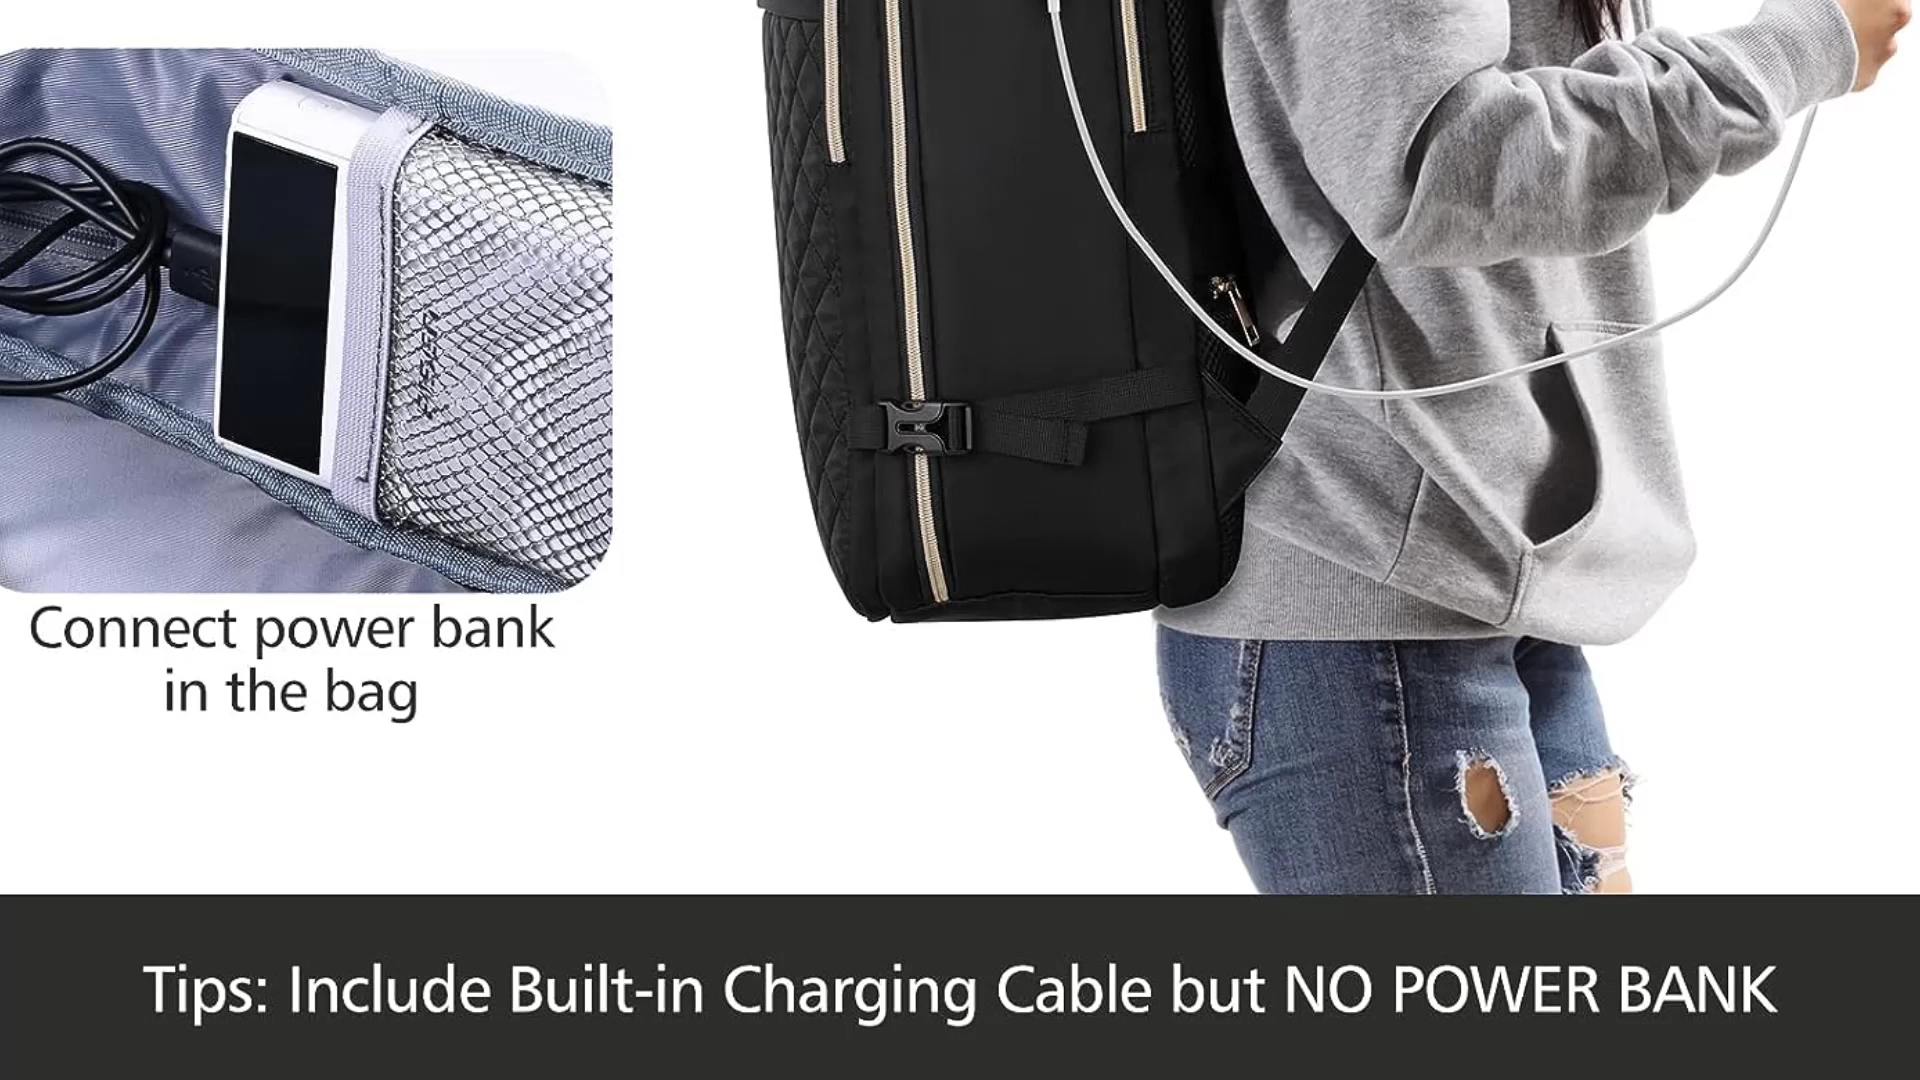 Connect power bank
in the bag
Tips: Include Built-in Charging Cable but NO POWER BANK